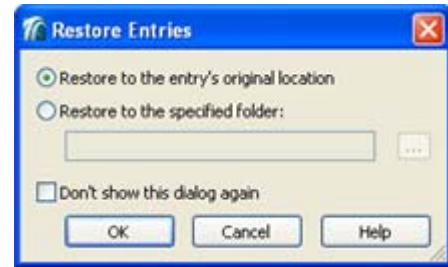 Restore Entries
Restore to the entry's original location
Restore to the specified folder:
...
Don't show this dialog again
OK Cancel Help